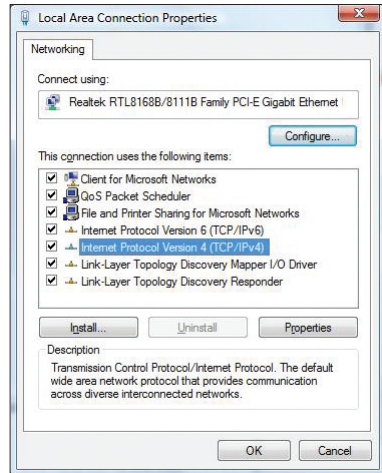 Local Area Connection Properties
Networking
Connect using:
Realtek RTL8168B/8111B Family PCI-E Gigabit Ethernet
Configure...
This connection uses the following items:
Client for Microsoft Networks
QoS Packet Scheduler
File and Printer Sharing for Microsoft Networks
Internet Protocol Version 6 (TCP/IPv6)
Internet Protocol Version 4 (TCP/IPv4)
Link-Layer Topology Discovery Mapper I/O Driver
Link-Layer Topology Discovery Responder
Install... Uninstall Properties
Description
Transmission Control Protocol/Internet Protocol. The default
wide area network protocol that provides communication
across diverse interconnected networks.
OK Cancel